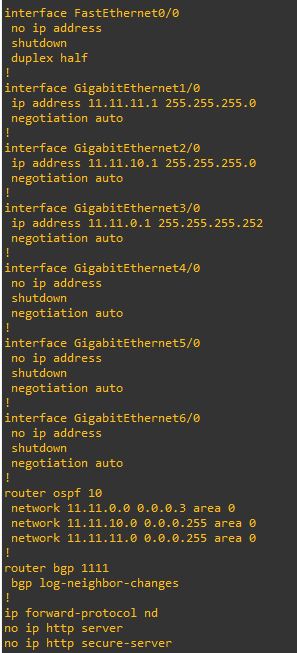 interface FastEthernet0/0
 no ip address
 shutdown
 duplex half
!
interface GigabitEthernet1/0
 ip address 11.11.11.1 255.255.255.0
 negotiation auto
!
interface GigabitEthernet2/0
 ip address 11.11.10.1 255.255.255.0
 negotiation auto
!
interface GigabitEthernet3/0
 ip address 11.11.0.1 255.255.255.252
 negotiation auto
!
interface GigabitEthernet4/0
 no ip address
 shutdown
 negotiation auto
!
interface GigabitEthernet5/0
 no ip address
 shutdown
 negotiation auto
!
interface GigabitEthernet6/0
 no ip address
 shutdown
 negotiation auto
!
router ospf 10
 network 11.11.0.0 0.0.0.3 area 0
 network 11.11.10.0 0.0.0.255 area 0
 network 11.11.11.0 0.0.0.255 area 0
!
router bgp 1111
 bgp log-neighbor-changes
!
ip forward-protocol nd
no ip http server
no ip http secure-server